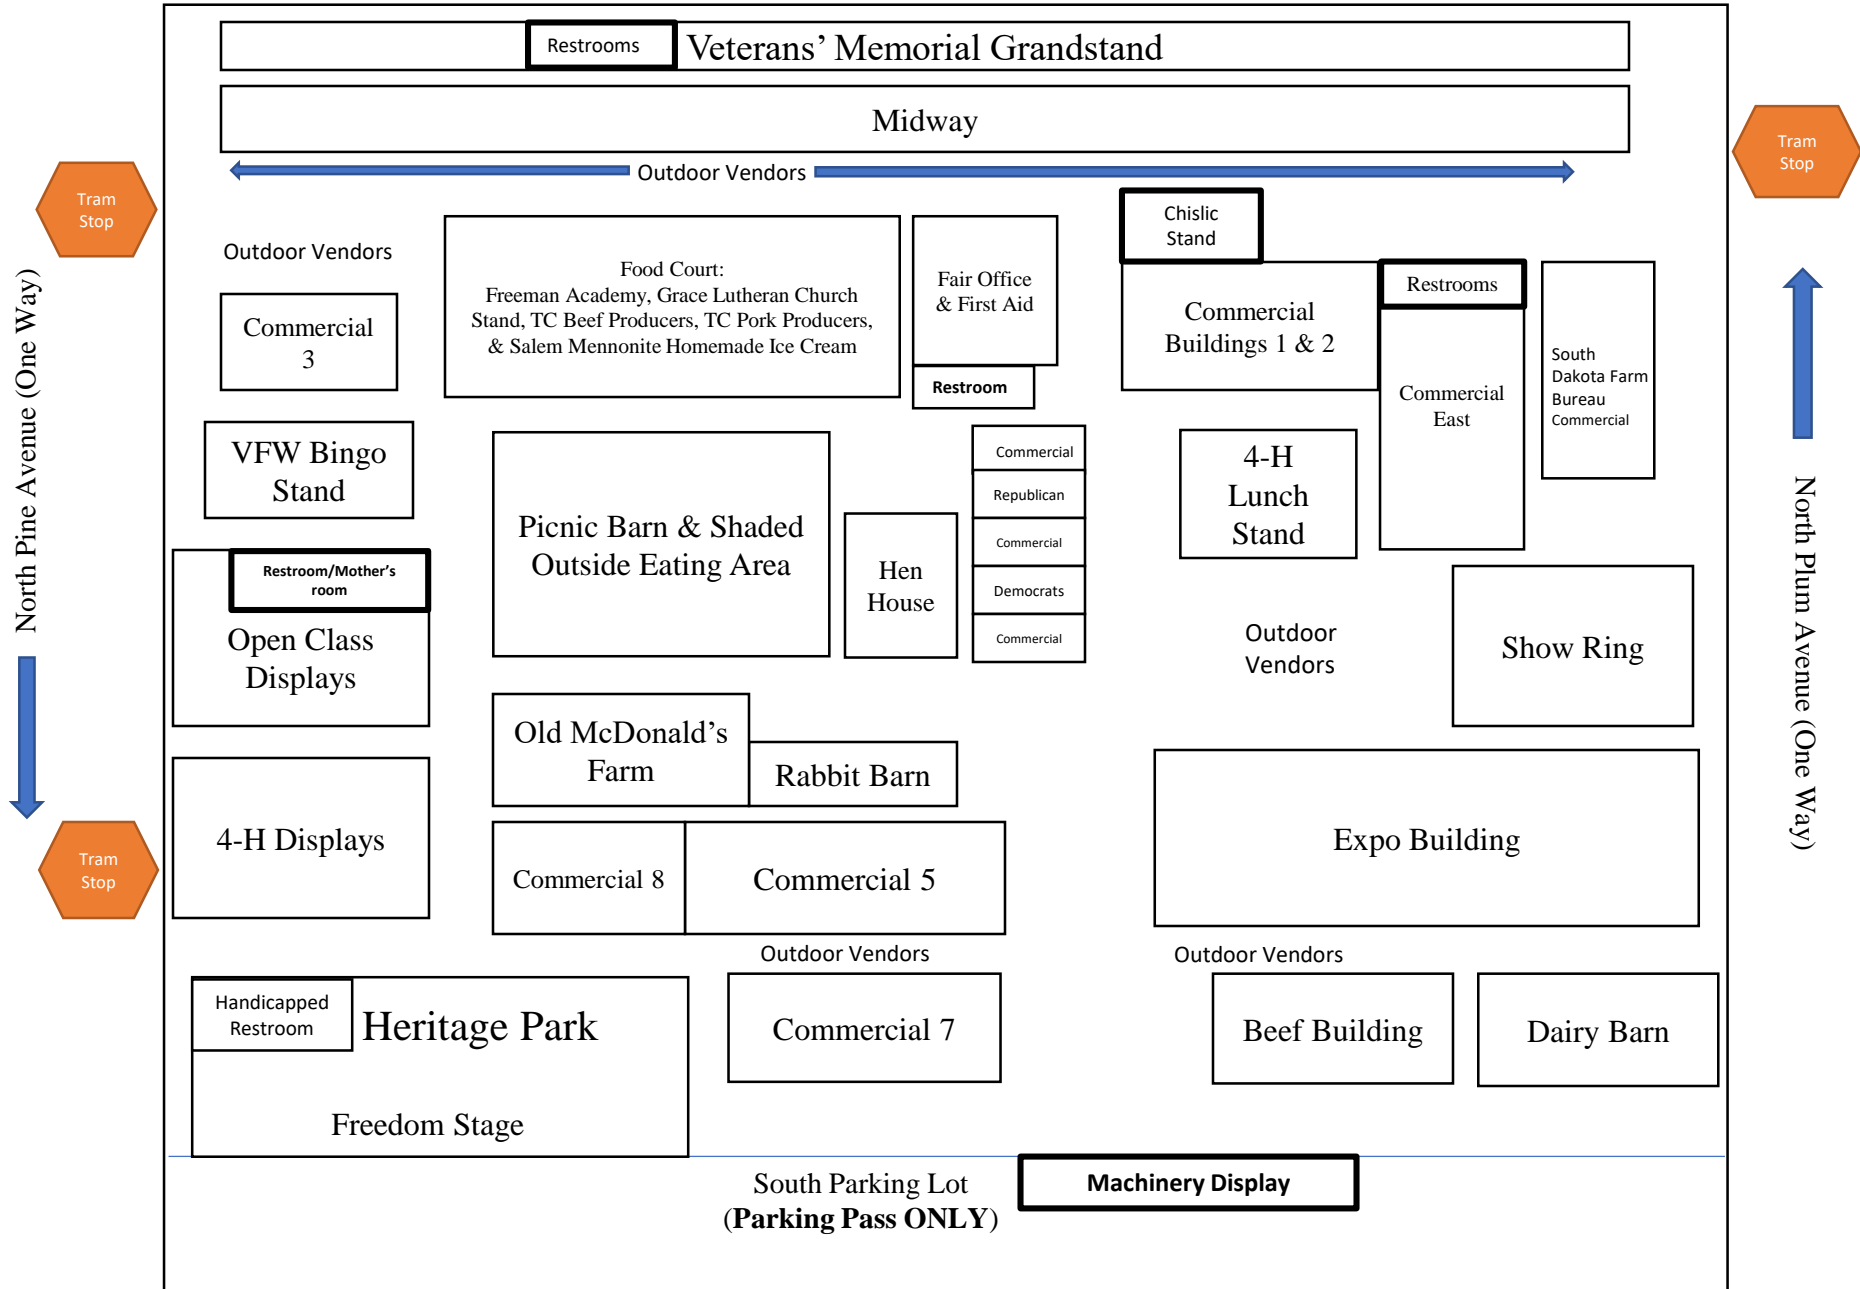 Restrooms
Veterans’ Memorial Grandstand
Midway
Tram
Stop
Outdoor Vendors
Tram
Stop
Outdoor Vendors
Food Court:
Freeman Academy, Grace Lutheran Church
Stand, TC Beef Producers, TC Pork Producers,
& Salem Mennonite Homemade Ice Cream
Fair Office
& First Aid
Restroom
Chislic
Stand
Commercial
Buildings 1 & 2
Restrooms
Commercial
East
South
Dakota Farm
Bureau
Commercial
Commercial
3
North Pine Avenue (One Way)
North Plum Avenue (One Way)
VFW Bingo
Stand
Picnic Barn & Shaded
Outside Eating Area
Hen
House
Commercial
Republican
Commercial
Democrats
Commercial
4-H
Lunch
Stand
Restroom/Mother’s
room
Open Class
Displays
Outdoor
Vendors
Show Ring
Old McDonald’s
Farm
Rabbit Barn
4-H Displays
Tram
Stop
Commercial 8
Commercial 5
Expo Building
Outdoor Vendors
Outdoor Vendors
Handicapped
Restroom
Heritage Park
Freedom Stage
Commercial 7
Beef Building
Dairy Barn
South Parking Lot
(Parking Pass ONLY)
Machinery Display